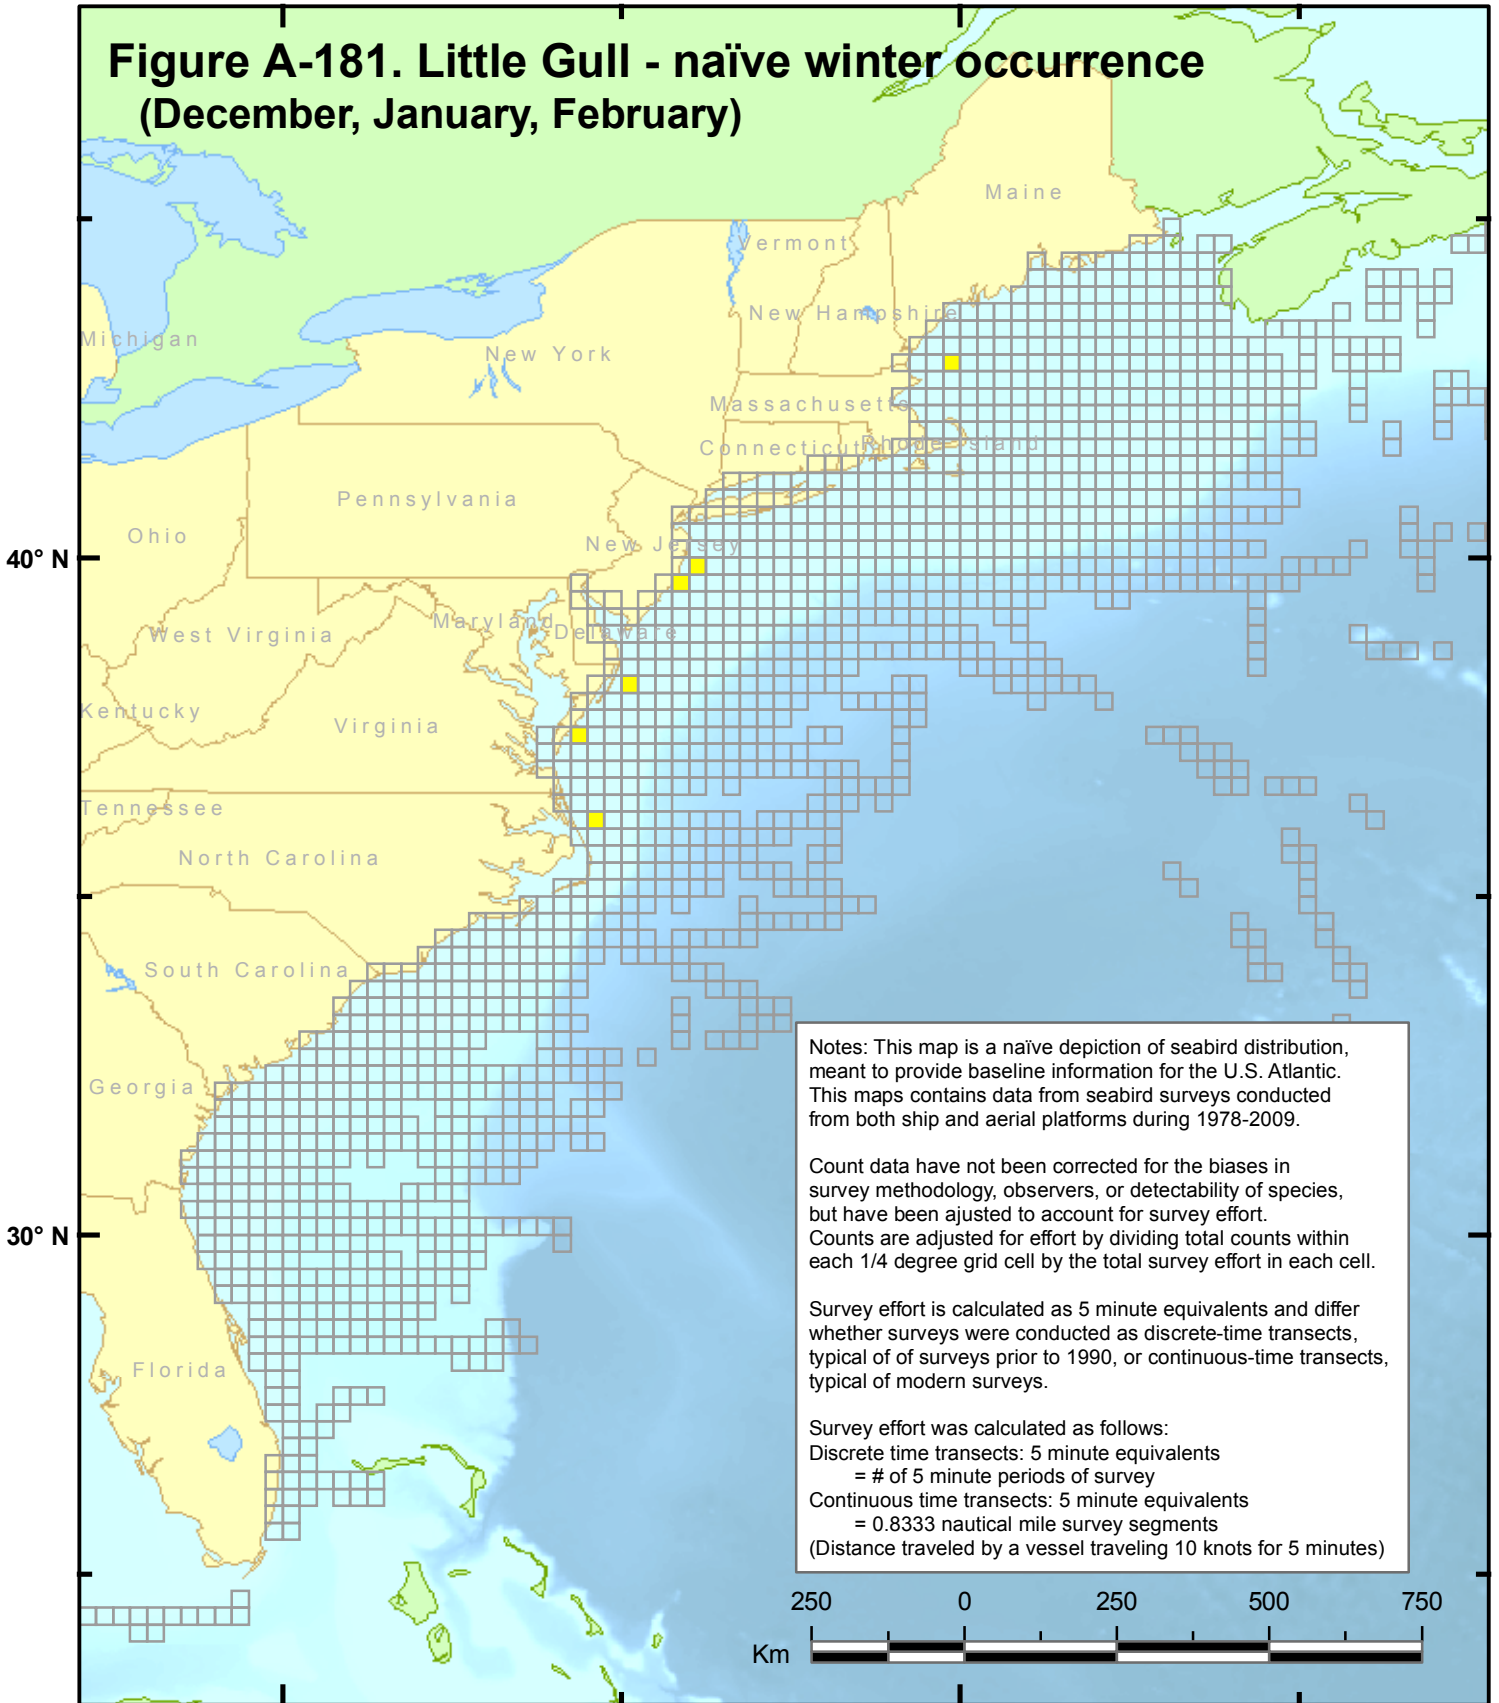 Figure A-181. Little Gull - naïve winter occurrence
(December, January, February)
Maine
Vermont
New Hampshire
Michigan
New York
Massachusetts
Connecticut
Rhode Island
Pennsylvania
Ohio
New Jersey
40° N
Maryland
Delaware
West Virginia
Kentucky
Virginia
Tennessee
North Carolina
South Carolina
Georgia
30° N
Florida
Notes: This map is a naïve depiction of seabird distribution,
meant to provide baseline information for the U.S. Atlantic.
This maps contains data from seabird surveys conducted
from both ship and aerial platforms during 1978-2009.
Count data have not been corrected for the biases in
survey methodology, observers, or detectability of species,
but have been ajusted to account for survey effort.
Counts are adjusted for effort by dividing total counts within
each 1/4 degree grid cell by the total survey effort in each cell.
Survey effort is calculated as 5 minute equivalents and differ
whether surveys were conducted as discrete-time transects,
typical of of surveys prior to 1990, or continuous-time transects,
typical of modern surveys.
Survey effort was calculated as follows:
Discrete time transects: 5 minute equivalents
= # of 5 minute periods of survey
Continuous time transects: 5 minute equivalents
= 0.8333 nautical mile survey segments
(Distance traveled by a vessel traveling 10 knots for 5 minutes)
250 0 250 500 750
Km